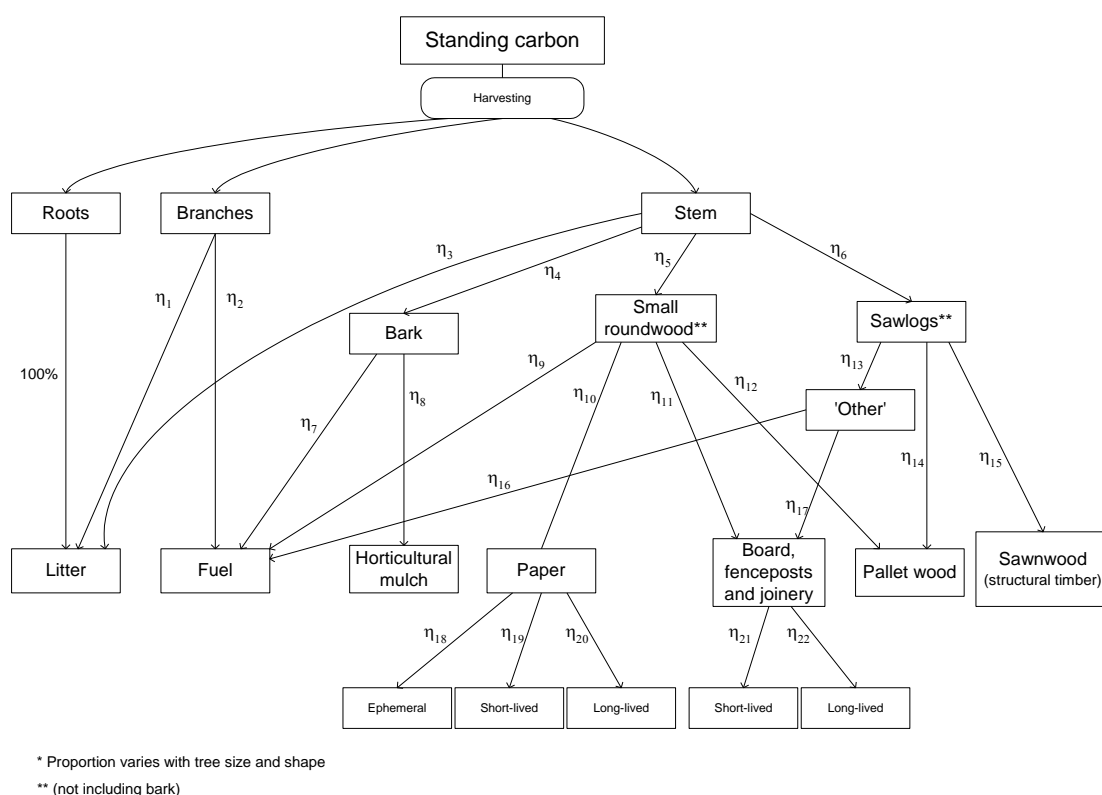 Standing carbon
Harvesting
Roots
Branches
Stem
η3
η6
η5
η4
η1
η2
Small
roundwood**
Sawlogs**
Bark
η9
η13
100%
η12
η8
η10
η11
'Other'
η7
η14
η15
η16
η17
Litter
Fuel
Horticultural
mulch
Paper
Board,
fenceposts
and joinery
Pallet wood
Sawnwood
(structural timber)
η18
η19
η20
η21
η22
Ephemeral
Short-lived
Long-lived
Short-lived
Long-lived
* Proportion varies with tree size and shape
** (not including bark)